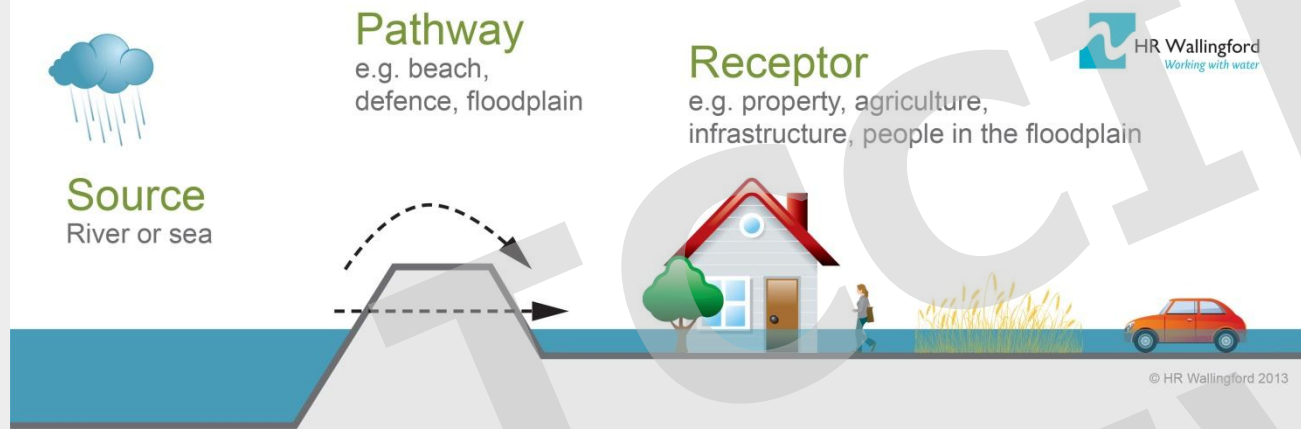 Source
River or sea
Pathway
e.g. beach,
defence, floodplain
Receptor
e.g. property, agriculture,
infrastructure, people in the floodplain
HR Wallingford
Working with water
© HR Wallingford 2013